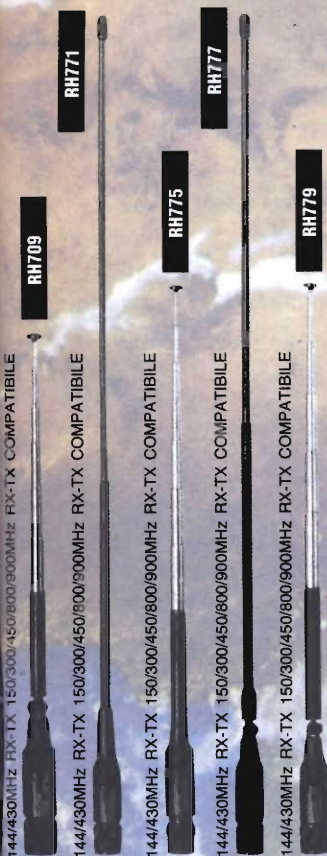 144/430MHz RX-TX 150/300/450/800/900MHz RX-TX COMPATIBILE
RH709
144/430MHz RX-TX 150/300/450/800/900MHz RX-TX COMPATIBILE
RH771
144/430MHz RX-TX 150/300/450/800/900MHz RX-TX COMPATIBILE
RH775
144/430MHz RX-TX 150/300/450/800/900MHz RX-TX COMPATIBILE
RH777
144/430MHz RX-TX 150/300/450/800/900MHz RX-TX COMPATIBILE
RH779